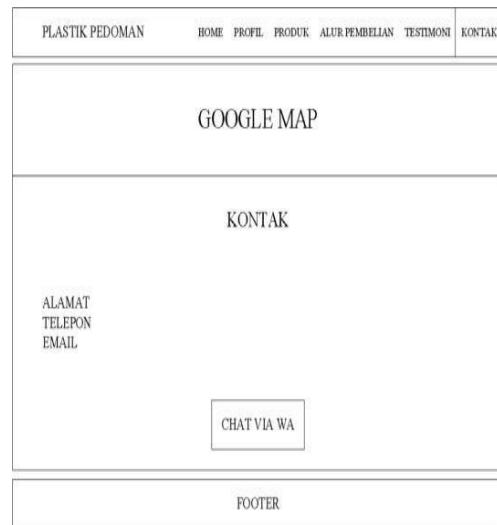 PLASTIK PEDOMAN HOME PROFIL PRODUK ALUR PEMBELIAN TESTIMONI KONTAK
GOOGLE MAP
KONTAK
ALAMAT
TELEPON
EMAIL
CHAT VIA WA
FOOTER